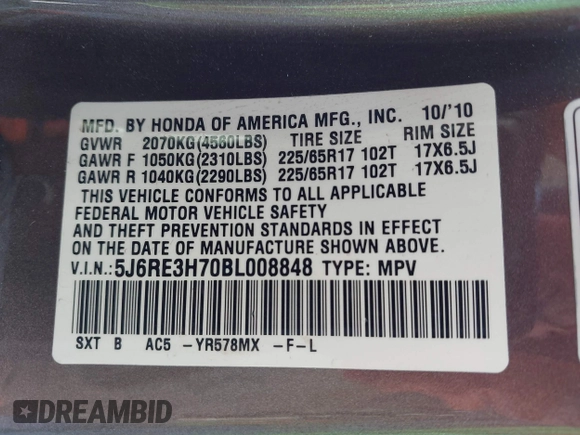 MFD. BY HONDA OF AMERICA MFG., INC. 10/'10
GVWR 2070KG(4560LBS) TIRE SIZE RIM SIZE
GAWR F 1050KG(2310LBS) 225/65R17 102T 17X6.5J
GAWR R 1040KG(2290LBS) 225/65R17 102T 17X6.5J
THIS VEHICLE CONFORMS TO ALL APPLICABLE
FEDERAL MOTOR VEHICLE SAFETY
AND THEFT PREVENTION STANDARDS IN EFFECT
ON THE DATE OF MANUFACTURE SHOWN ABOVE.
V.I.N.: 5J6RE3H70BL008848 TYPE: MPV
SXT B AC5 -YR578MX -F-L
DREAMBID